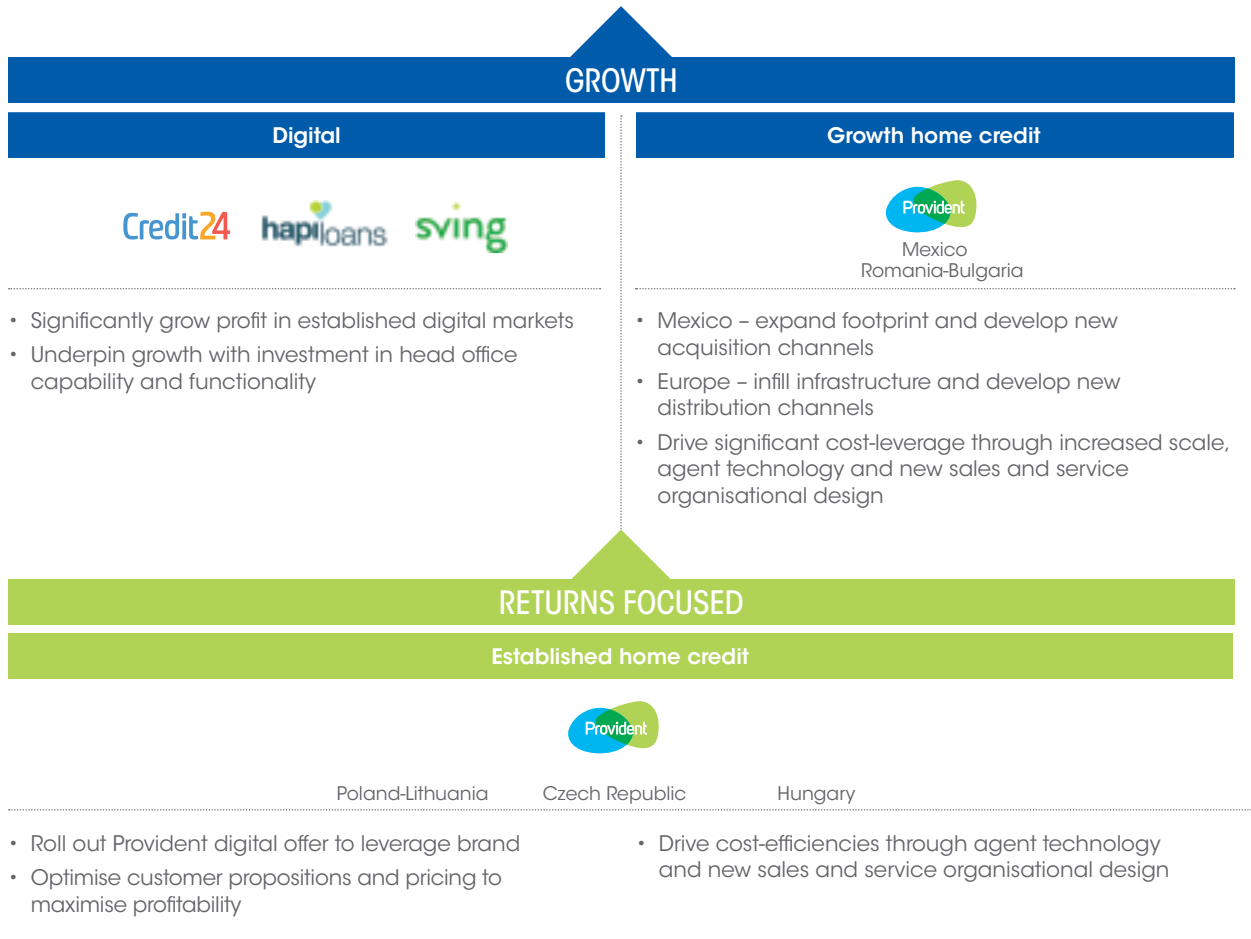 GROWTH
Digital
Credit24 hapiloans sving
• Significantly grow profit in established digital markets
• Underpin growth with investment in head office
capability and functionality
Growth home credit
Provident
Mexico
Romania-Bulgaria
• Mexico – expand footprint and develop new
acquisition channels
• Europe – infill infrastructure and develop new
distribution channels
• Drive significant cost-leverage through increased scale,
agent technology and new sales and service
organisational design
RETURNS FOCUSED
Established home credit
Provident
Poland-Lithuania Czech Republic Hungary
• Roll out Provident digital offer to leverage brand
• Optimise customer propositions and pricing to
maximise profitability
• Drive cost-efficiencies through agent technology
and new sales and service organisational design